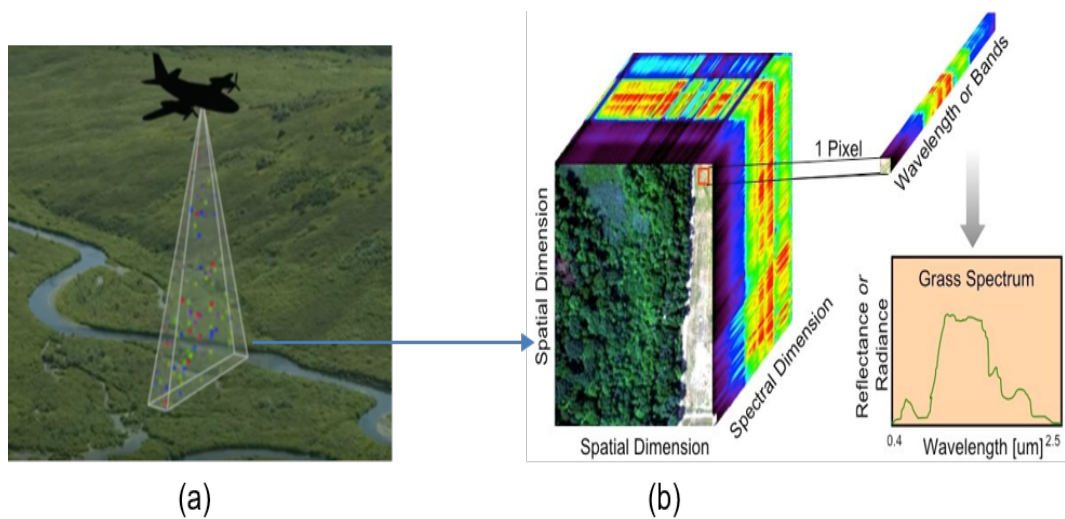 Spatial Dimension
Spatial Dimension
Spectral Dimension
1 Pixel
Wavelength or Bands
Grass Spectrum
Reflectance or
Radiance
0.4
Wavelength [um]
2.5
(a)
(b)